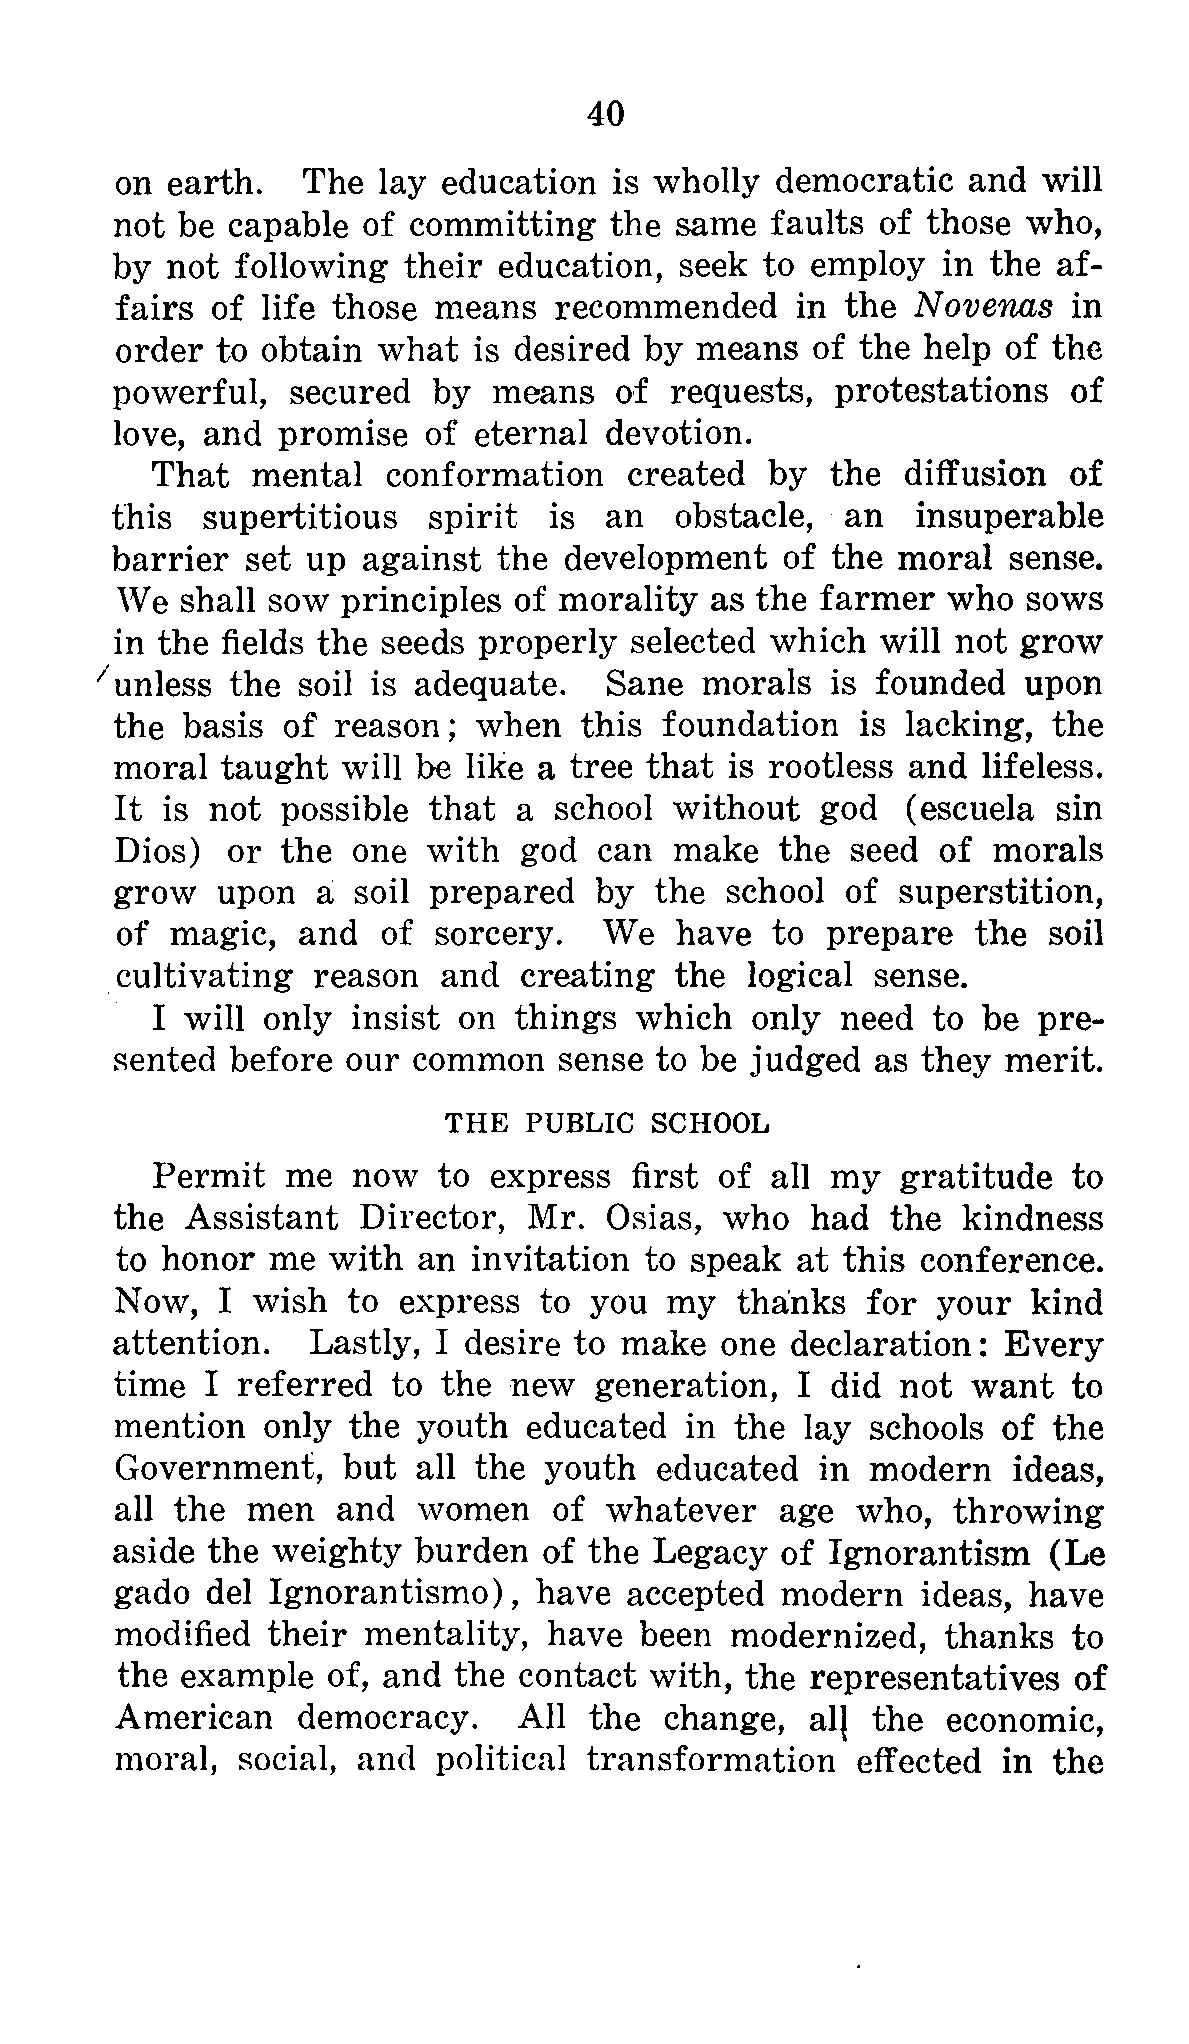 40
on earth. The lay education is wholly democratic and will
not be capable of committing the same faults of those who,
by not following their education, seek to employ in the af-
fairs of life those means recommended in the Novenas in
order to obtain what is desired by means of the help of the
powerful, secured by means of requests, protestations of
love, and promise of eternal devotion.
That mental conformation created by the diffusion of
this supertitious spirit is an obstacle, an insuperable
barrier set up against the development of the moral sense.
We shall sow principles of morality as the farmer who sows
in the fields the seeds properly selected which will not grow
unless the soil is adequate. Sane morals is founded upon
the basis of reason; when this foundation is lacking, the
moral taught will be like a tree that is rootless and lifeless.
It is not possible that a school without god (escuela sin
Dios) or the one with god can make the seed of morals
grow upon a soil prepared by the school of superstition,
of magic, and of sorcery. We have to prepare the soil
cultivating reason and creating the logical sense.
I will only insist on things which only need to be pre-
sented before our common sense to be judged as they merit.
THE PUBLIC SCHOOL
Permit me now to express first of all my gratitude to
the Assistant Director, Mr. Osias, who had the kindness
to honor me with an invitation to speak at this conference.
Now, I wish to express to you my thanks for your kind
attention. Lastly, I desire to make one declaration: Every
time I referred to the new generation, I did not want to
mention only the youth educated in the lay schools of the
Government, but all the youth educated in modern ideas,
all the men and women of whatever age who, throwing
aside the weighty burden of the Legacy of Ignorantism (Le
gado del Ignorantismo), have accepted modern ideas, have
modified their mentality, have been modernized, thanks to
the example of, and the contact with, the representatives of
American democracy. All the change, all the economic,
moral, social, and political transformation effected in the